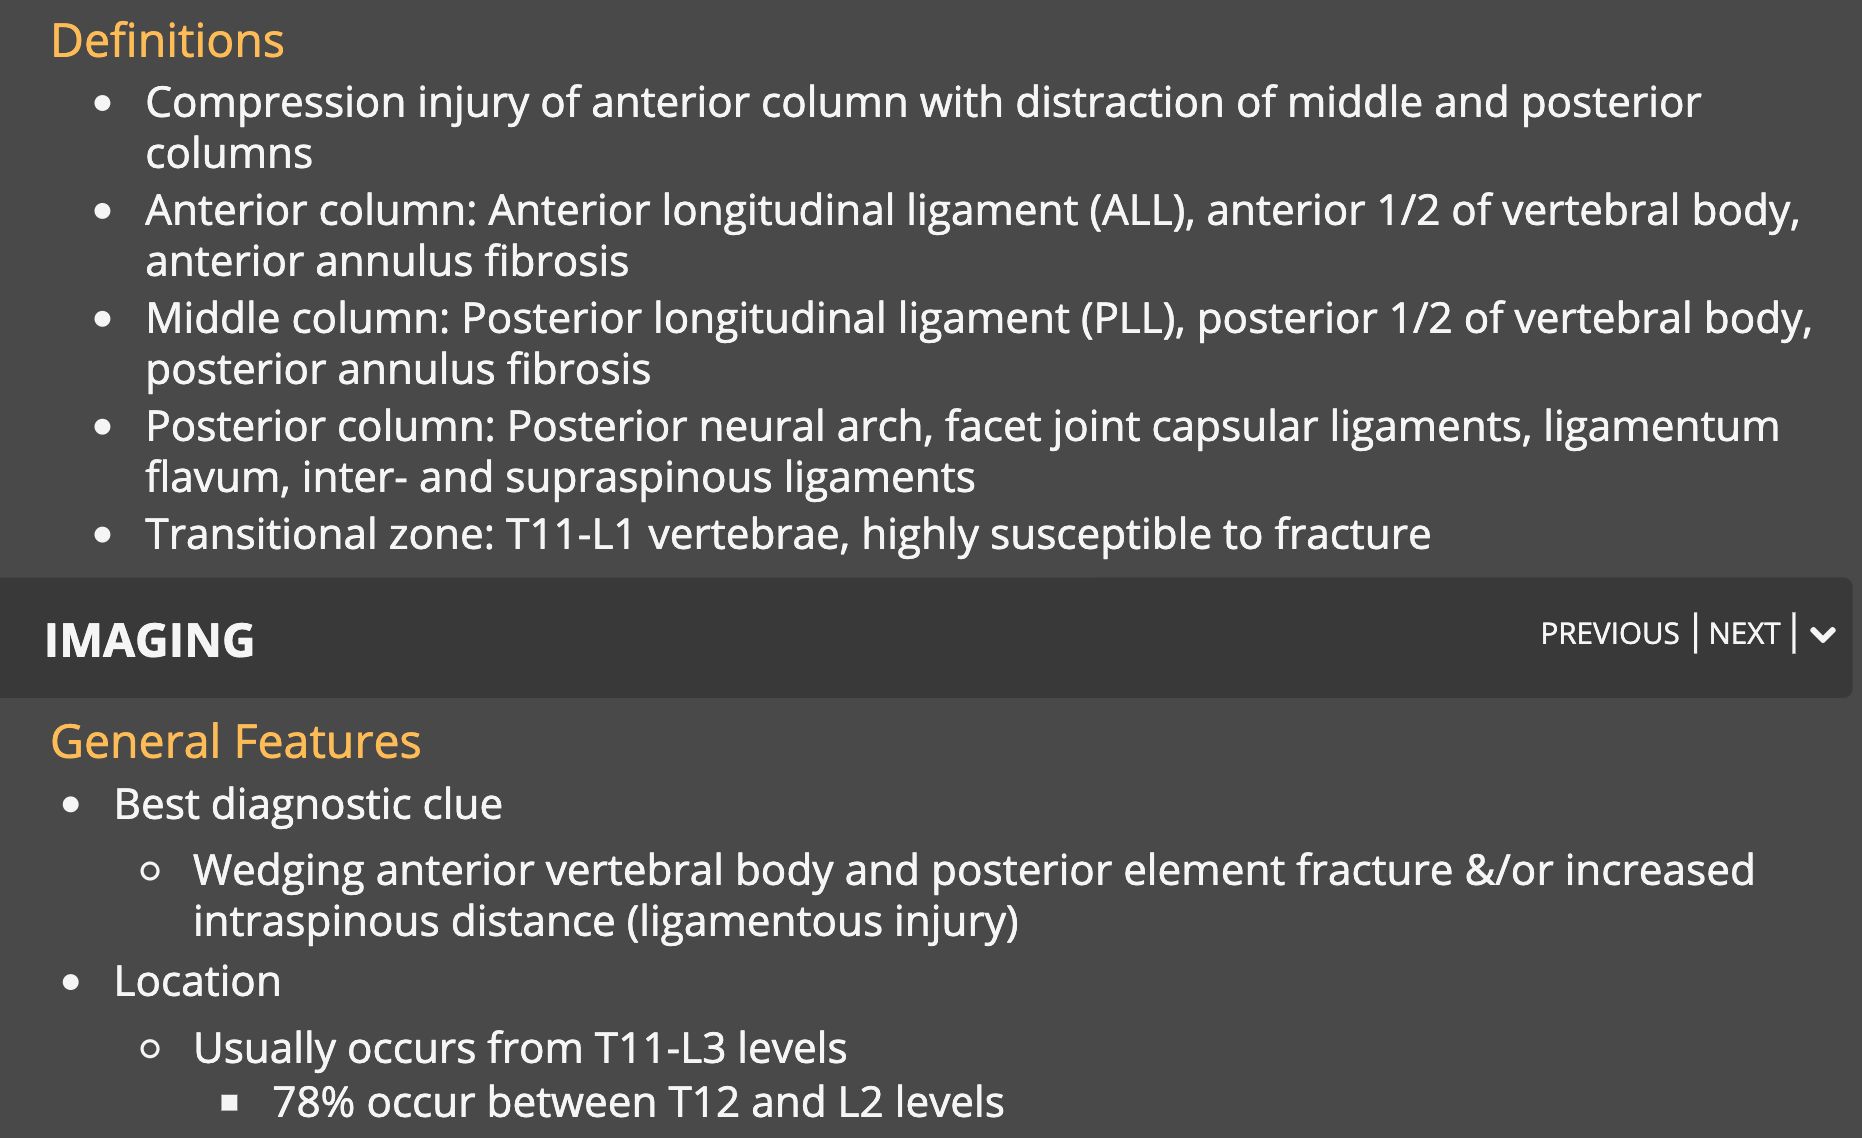 Definitions
• Compression injury of anterior column with distraction of middle and posterior
columns
• Anterior column: Anterior longitudinal ligament (ALL), anterior 1/2 of vertebral body,
anterior annulus fibrosis
• Middle column: Posterior longitudinal ligament (PLL), posterior 1/2 of vertebral body,
posterior annulus fibrosis
• Posterior column: Posterior neural arch, facet joint capsular ligaments, ligamentum
flavum, inter- and supraspinous ligaments
• Transitional zone: T11-L1 vertebrae, highly susceptible to fracture
IMAGING
PREVIOUS | NEXT |
General Features
• Best diagnostic clue
○ Wedging anterior vertebral body and posterior element fracture &/or increased
intraspinous distance (ligamentous injury)
• Location
○ Usually occurs from T11-L3 levels
■ 78% occur between T12 and L2 levels